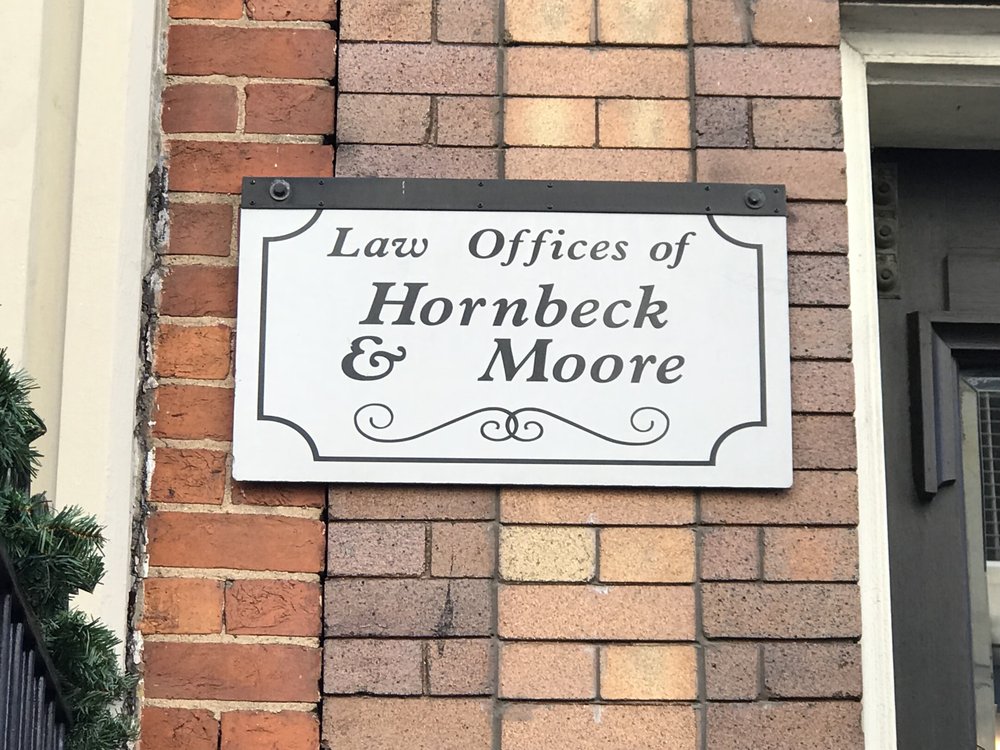 Law Offices of
Hornbeck
& Moore